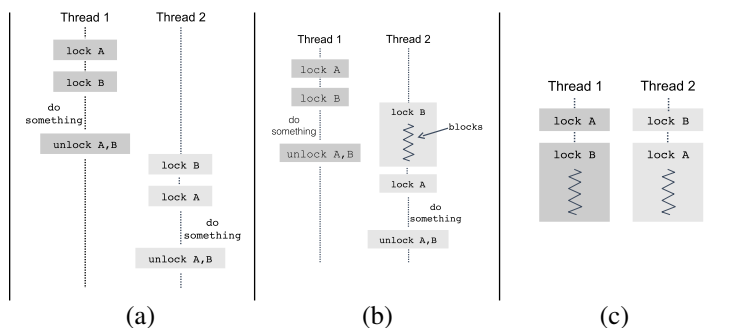 Thread 1
lock A
lock B
do
something
unlock A,B
Thread 2
lock B
lock A
do
something
unlock A,B
(a)
Thread 1
lock A
lock B
do
something
unlock A,B
Thread 2
lock B
blocks
lock A
do
something
unlock A,B
(b)
Thread 1
lock A
lock B
Thread 2
lock B
lock A
(c)